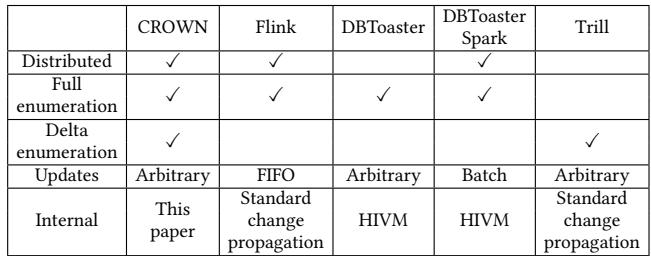 CROWN Flink DBToaster DBToaster Spark Trill
Distributed ✓ ✓ ✓
Full enumeration ✓ ✓ ✓ ✓
Delta enumeration ✓ ✓
Updates Arbitrary FIFO Arbitrary Batch Arbitrary
Internal This paper Standard change propagation HIVM HIVM Standard change propagation